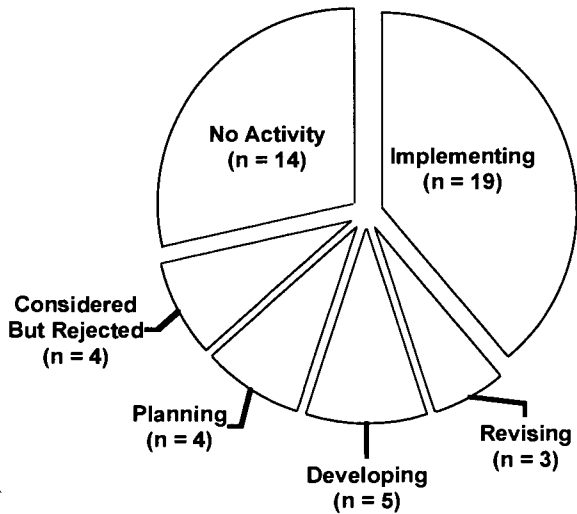 No Activity
(n = 14)
Implementing
(n = 19)
Considered
But Rejected
(n = 4)
Planning
(n = 4)
Developing
(n = 5)
Revising
(n = 3)